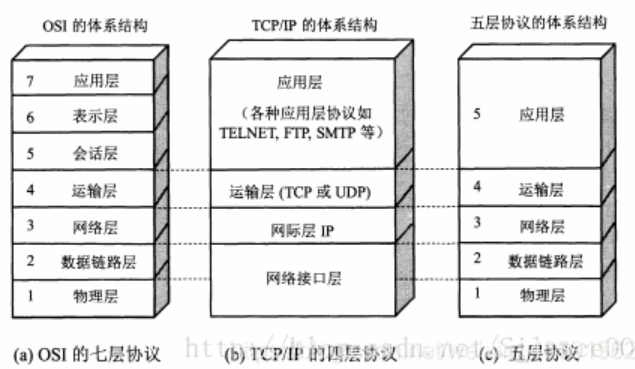 OSI 的体系结构
7 应用层
6 表示层
5 会话层
4 运输层
3 网络层
2 数据链路层
1 物理层
(a) OSI 的七层协议
TCP/IP 的体系结构
应用层
（各种应用层协议如
TELNET, FTP, SMTP 等）
运输层 (TCP 或 UDP)
网际层 IP
网络接口层
(b) TCP/IP 的四层协议
五层协议的体系结构
5 应用层
4 运输层
3 网络层
2 数据链路层
1 物理层
(c) 五层协议